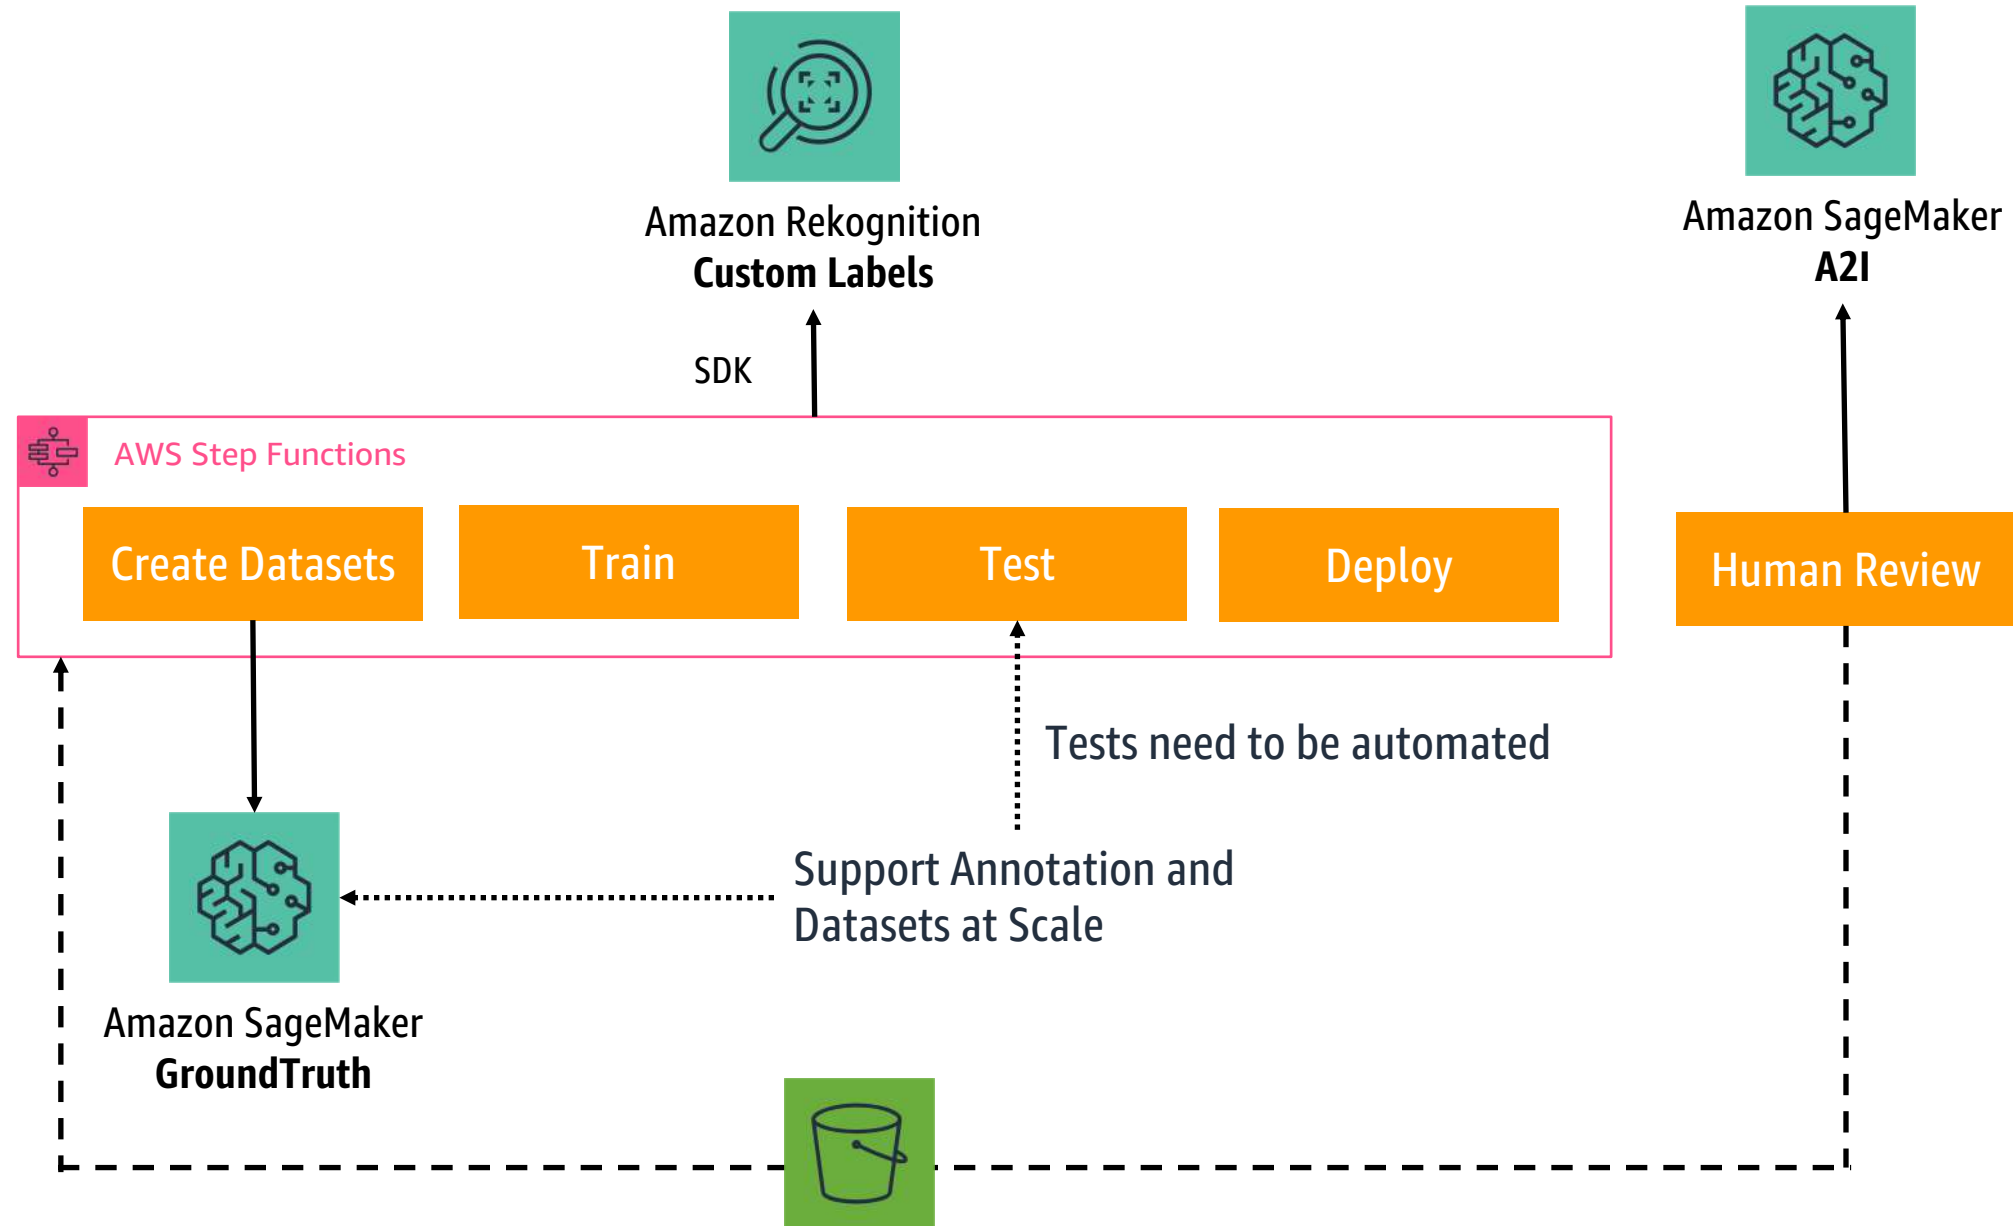 Amazon Rekognition
Custom Labels
Amazon SageMaker
A2I
SDK
AWS Step Functions
Create Datasets
Train
Test
Deploy
Human Review
Tests need to be automated
Support Annotation and
Datasets at Scale
Amazon SageMaker
GroundTruth